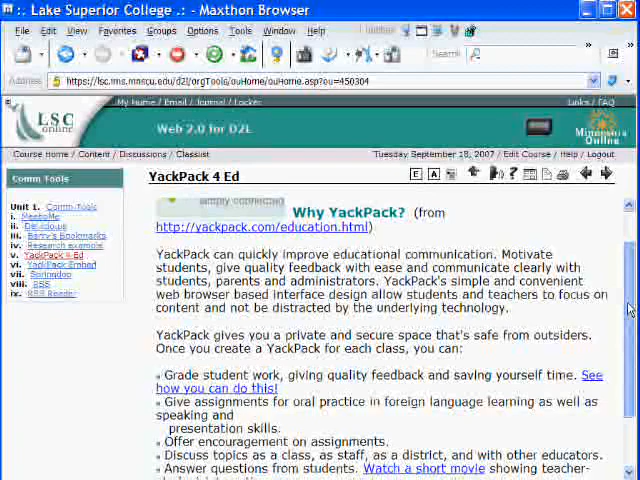 :. Lake Superior College .: - Maxthon Browser
File Edit View Favorites Groups Options Tools Window Help
Search
»
Address https://lsc.ims.mnscu.edu/d2l/orgTools/ouHome/ouHome.asp?ou=450304
My Home / Email / Journal / Locker
Links / FAQ
LSC
online
Web 2.0 for D2L
Minnesota
Online
Course Home / Content / Discussions / Classlist
Tuesday September 18, 2007 / Edit Course / Help / Logout
Comm Tools
Unit 1. Comm Tools
i. MeeboMe
ii. Del.icio.us
iii. Barry's Bookmarks
iv. Research example
v. YackPack 4 Ed
vi. YackPack Embed
vii. Springdoo
viii. RSS
ix. RSS Reader
YackPack 4 Ed
E A
simply connected
Why YackPack? (from
http://yackpack.com/education.html)
YackPack can quickly improve educational communication. Motivate
students, give quality feedback with ease and communicate clearly with
students, parents and administrators. YackPack's simple and convenient
web browser based interface design allow students and teachers to focus on
content and not be distracted by the underlying technology.
YackPack gives you a private and secure space that's safe from outsiders.
Once you create a YackPack for each class, you can:
Grade student work, giving quality feedback and saving yourself time. See
how you can do this!
Give assignments for oral practice in foreign language learning as well as
speaking and
presentation skills.
Offer encouragement on assignments.
Discuss topics as a class, as staff, as a district, and with other educators.
Answer questions from students. Watch a short movie showing teacher-